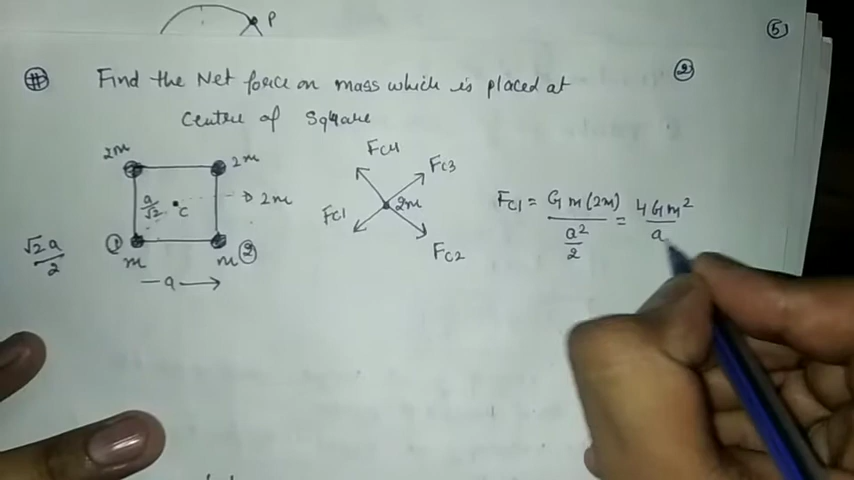 P
5
# Find the Net force on mass which is placed at
2
Centre of Square
2m 2m
a/√2 C 2m
√2a/2
1 m m 2
a
FC4
FC3
2m
FC1
FC2
FC1 = G m(2m) / a²/2 = 4Gm² / a